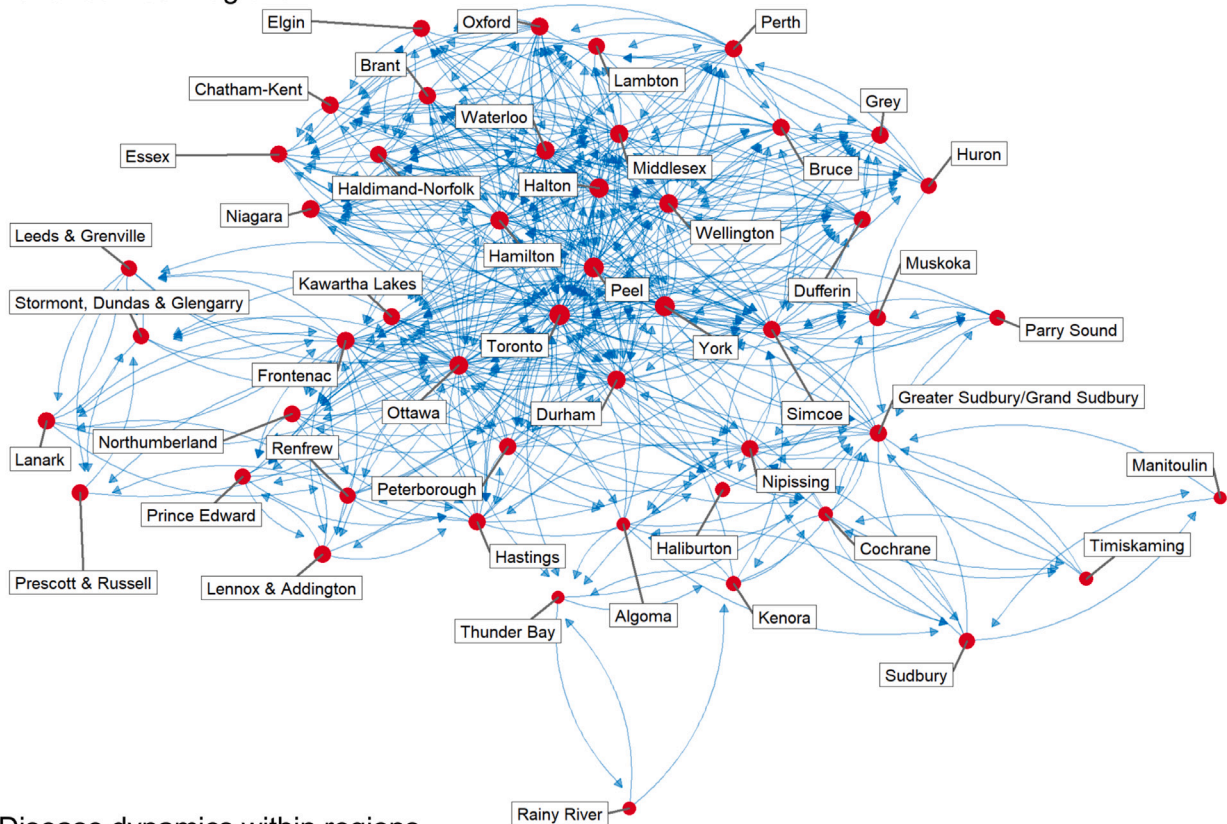 Elgin
Oxford
Perth
Brant
Lambton
Chatham-Kent
Grey
Waterloo
Essex
Middlesex
Bruce
Huron
Haldimand-Norfolk
Halton
Niagara
Wellington
Leeds & Grenville
Hamilton
Muskoka
Kawartha Lakes
Stormont, Dundas & Glengarry
Peel
Dufferin
Parry Sound
Toronto
York
Frontenac
Greater Sudbury/Grand Sudbury
Ottawa
Durham
Simcoe
Northumberland
Renfrew
Lanark
Manitoulin
Peterborough
Nipissing
Prince Edward
Timiskaming
Hastings
Haliburton
Cochrane
Prescott & Russell
Lennox & Addington
Algoma
Kenora
Thunder Bay
Sudbury
Rainy River
Disease dynamics within regions